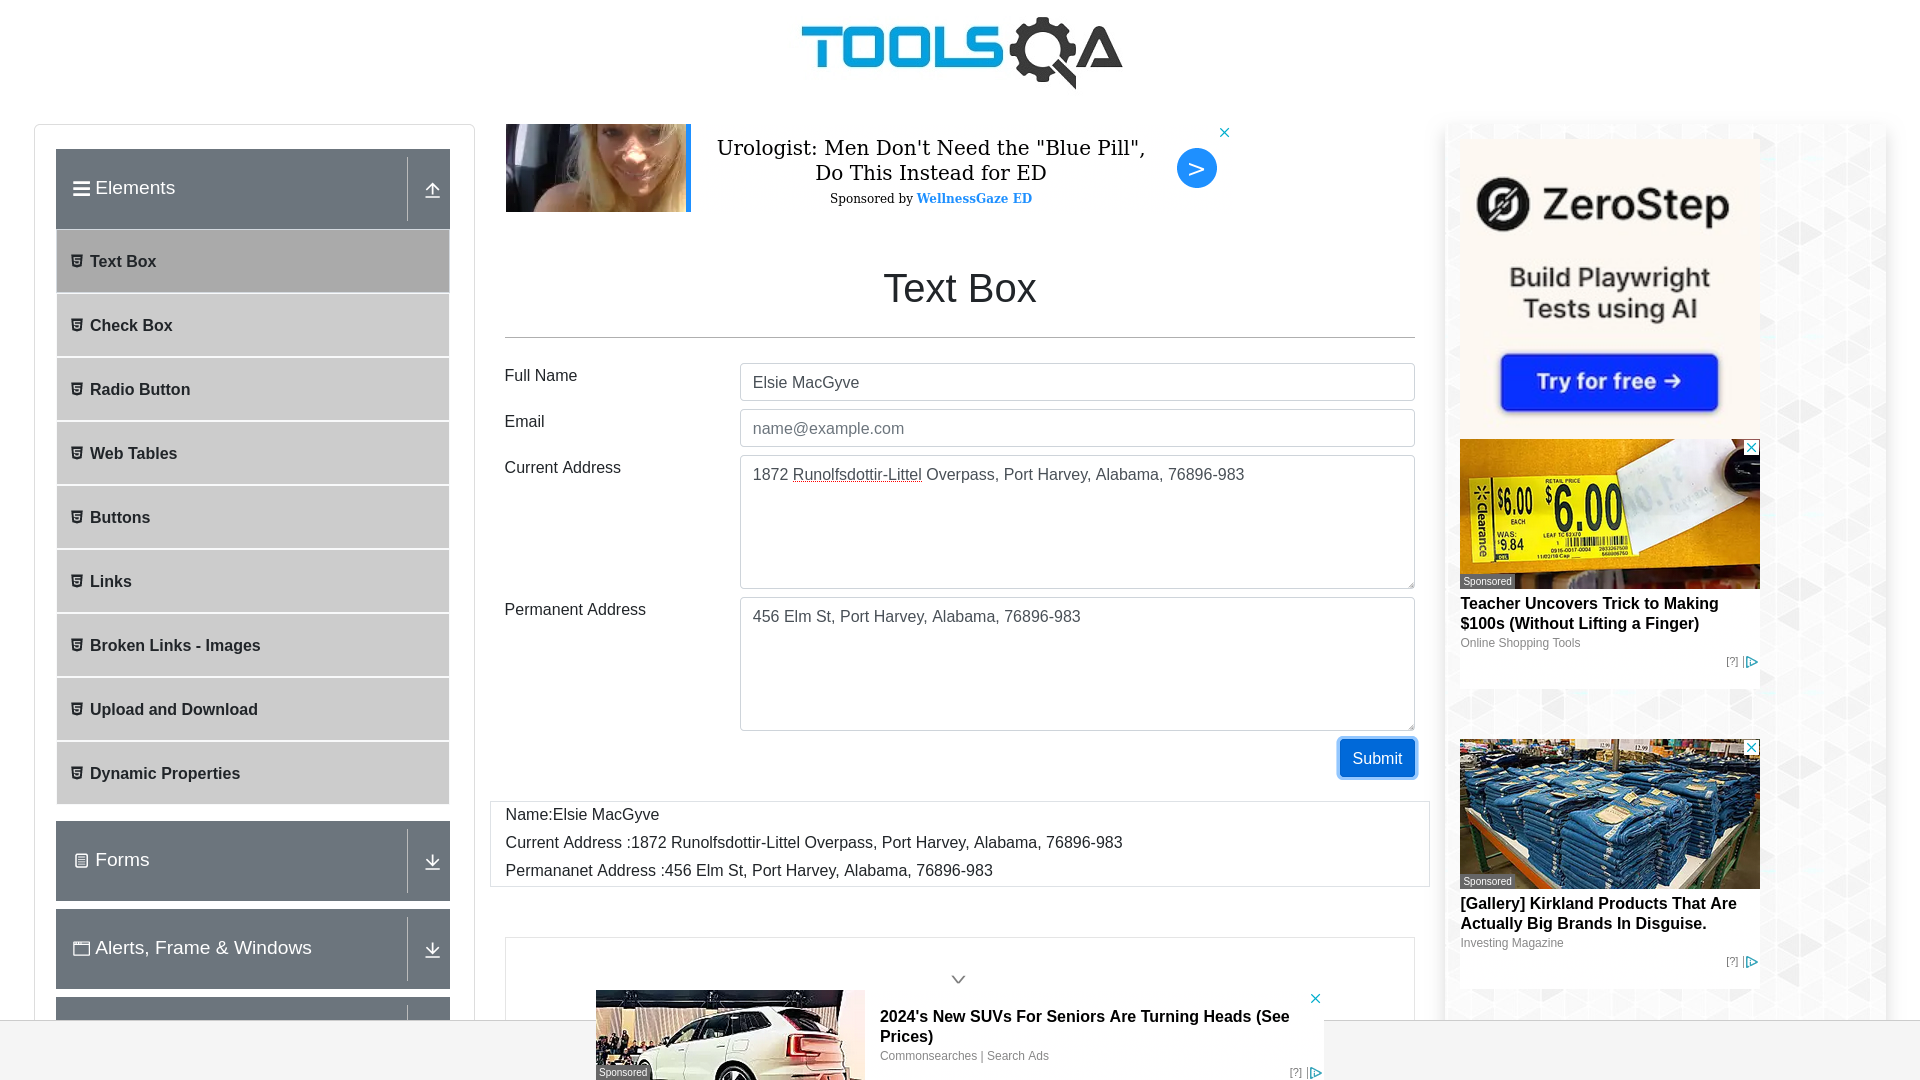 TOOLSQA
Elements
Text Box
Check Box
Radio Button
Web Tables
Buttons
Links
Broken Links - Images
Upload and Download
Dynamic Properties
Forms
Alerts, Frame & Windows
Urologist: Men Don't Need the "Blue Pill",
Do This Instead for ED
Sponsored by WellnessGaze ED
>
Text Box
Full Name
Elsie MacGyve
Email
name@example.com
Current Address
1872 Runolfsdottir-Littel Overpass, Port Harvey, Alabama, 76896-983
Permanent Address
456 Elm St, Port Harvey, Alabama, 76896-983
Submit
Name:Elsie MacGyve
Current Address :1872 Runolfsdottir-Littel Overpass, Port Harvey, Alabama, 76896-983
Permananet Address :456 Elm St, Port Harvey, Alabama, 76896-983
Sponsored
2024's New SUVs For Seniors Are Turning Heads (See
Prices)
Commonsearches | Search Ads
[?]
ZeroStep
Build Playwright
Tests using AI
Try for free →
Clearance
$6.00
EACH
WAS:
9.84
RETAIL PRICE
$6.00
Sponsored
Teacher Uncovers Trick to Making
$100s (Without Lifting a Finger)
Online Shopping Tools
[?]
Sponsored
[Gallery] Kirkland Products That Are
Actually Big Brands In Disguise.
Investing Magazine
[?]